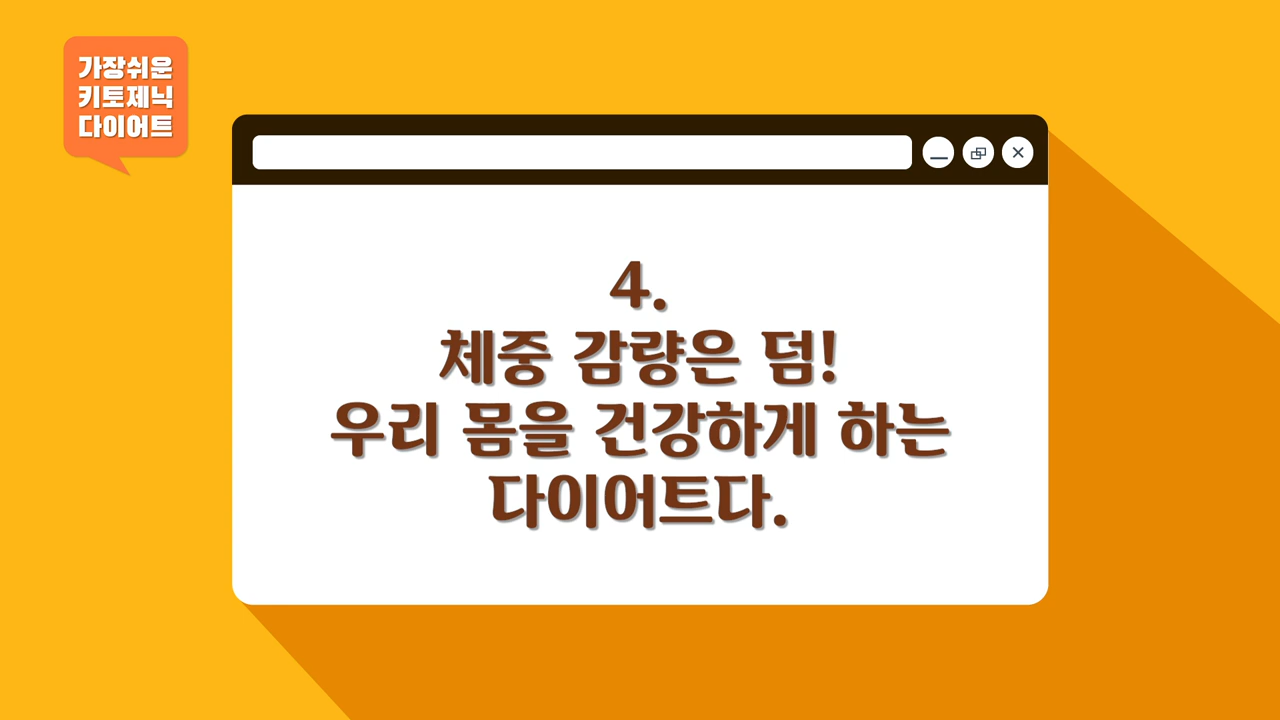 가장쉬운
키토제닉
다이어트
4.
체중 감량은 덤!
우리 몸을 건강하게 하는
다이어트다.